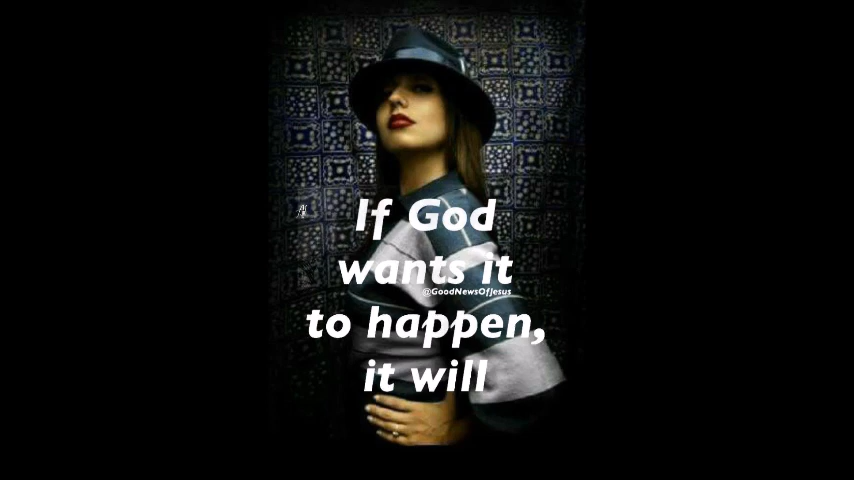 If God
wants it
@GoodNewsOfJesus
to happen,
it will